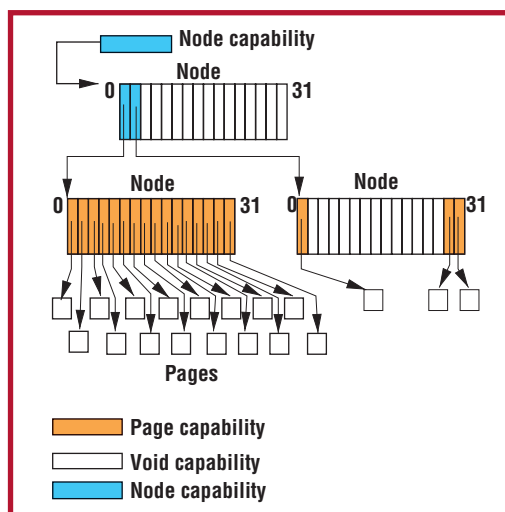 Node capability
Node
0 31
Node Node
0 31 0 31
Pages
Page capability
Void capability
Node capability